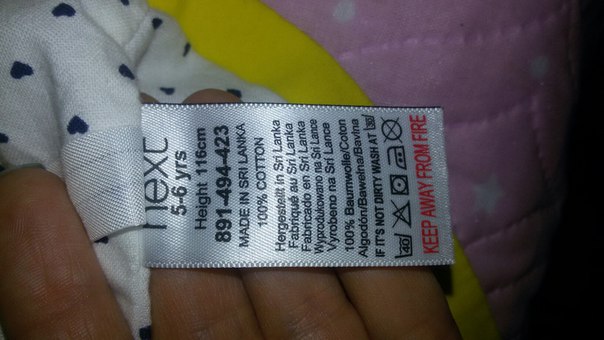 next
5-6 yrs
Height 116cm
891-494-423
MADE IN SRI LANKA
100% COTTON
Hergestellt in Sri Lanka
Fabriqué au Sri Lanka
Fabricado en Sri Lanka
Wyprodukowano na Sri Lance
Vyrobeno na Sri Lance
100% Baumwolle/Coton
Algodón/Bawełna/Bavlna
IF IT'S NOT DIRTY WASH AT 30
40
KEEP AWAY FROM FIRE